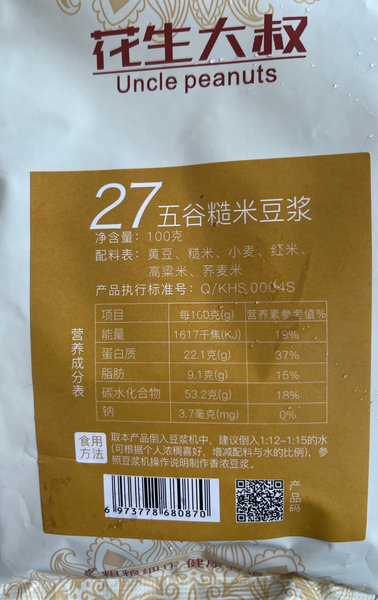 花生大叔
Uncle peanuts
27五谷糙米豆浆
净含量：100克
配料表：黄豆、糙米、小麦、红米、
高粱米、荞麦米
产品执行标准号：Q/KHS 0004S
营养成分表
项目 每100克(g) 营养素参考值%
能量 1617千焦(KJ) 19%
蛋白质 22.1克(g) 37%
脂肪 9.1克(g) 15%
碳水化合物 53.2克(g) 18%
钠 3.7毫克(mg) 0%
食用方法
取本产品倒入豆浆机中，建议倒入1:12-1:15的水
(可根据个人浓稠喜好，增减配料与水的比例)，参
照豆浆机操作说明制作香浓豆浆。
产品码
6 973778 680870